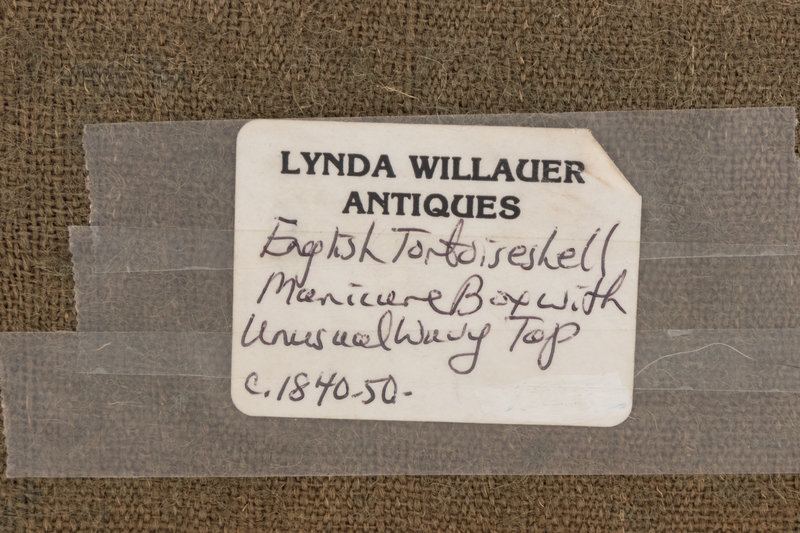 LYNDA WILLAUER
ANTIQUES
English Tortoiseshell
Manicure Box with
Unusual Wavy Top
c. 1840-50-